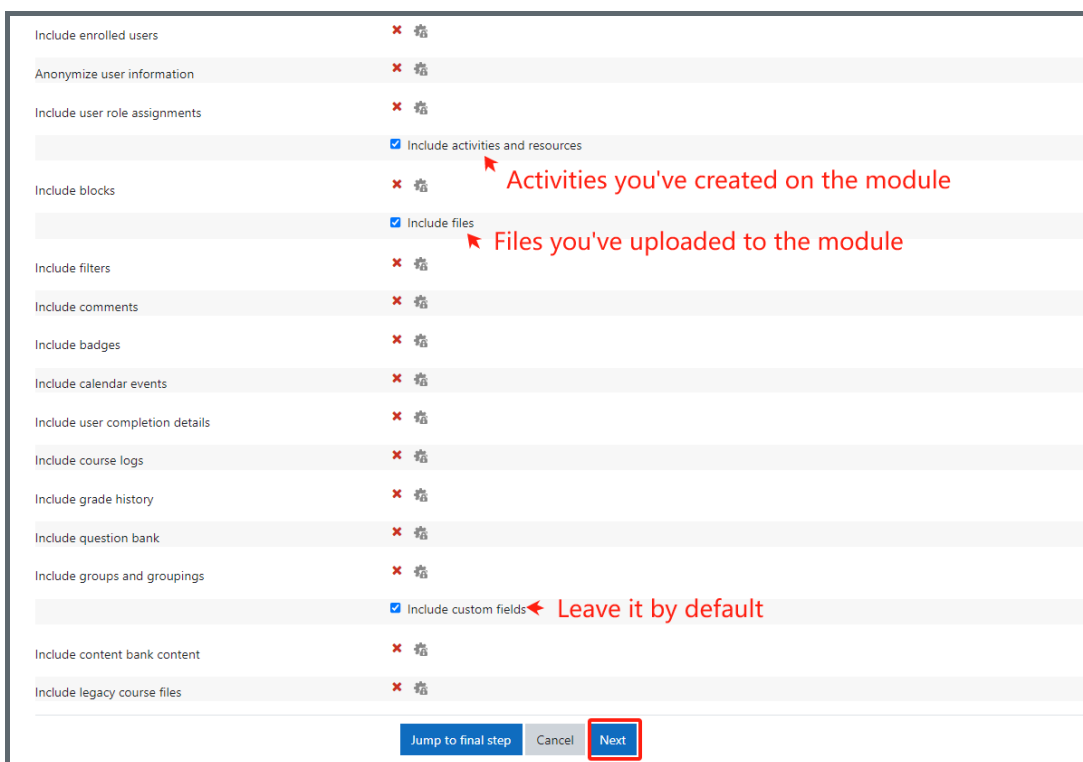 Include enrolled users
Anonymize user information
Include user role assignments
Include activities and resources
Activities you've created on the module
Include blocks
Include files
Files you've uploaded to the module
Include filters
Include comments
Include badges
Include calendar events
Include user completion details
Include course logs
Include grade history
Include question bank
Include groups and groupings
Include custom fields Leave it by default
Include content bank content
Include legacy course files
Jump to final step Cancel Next